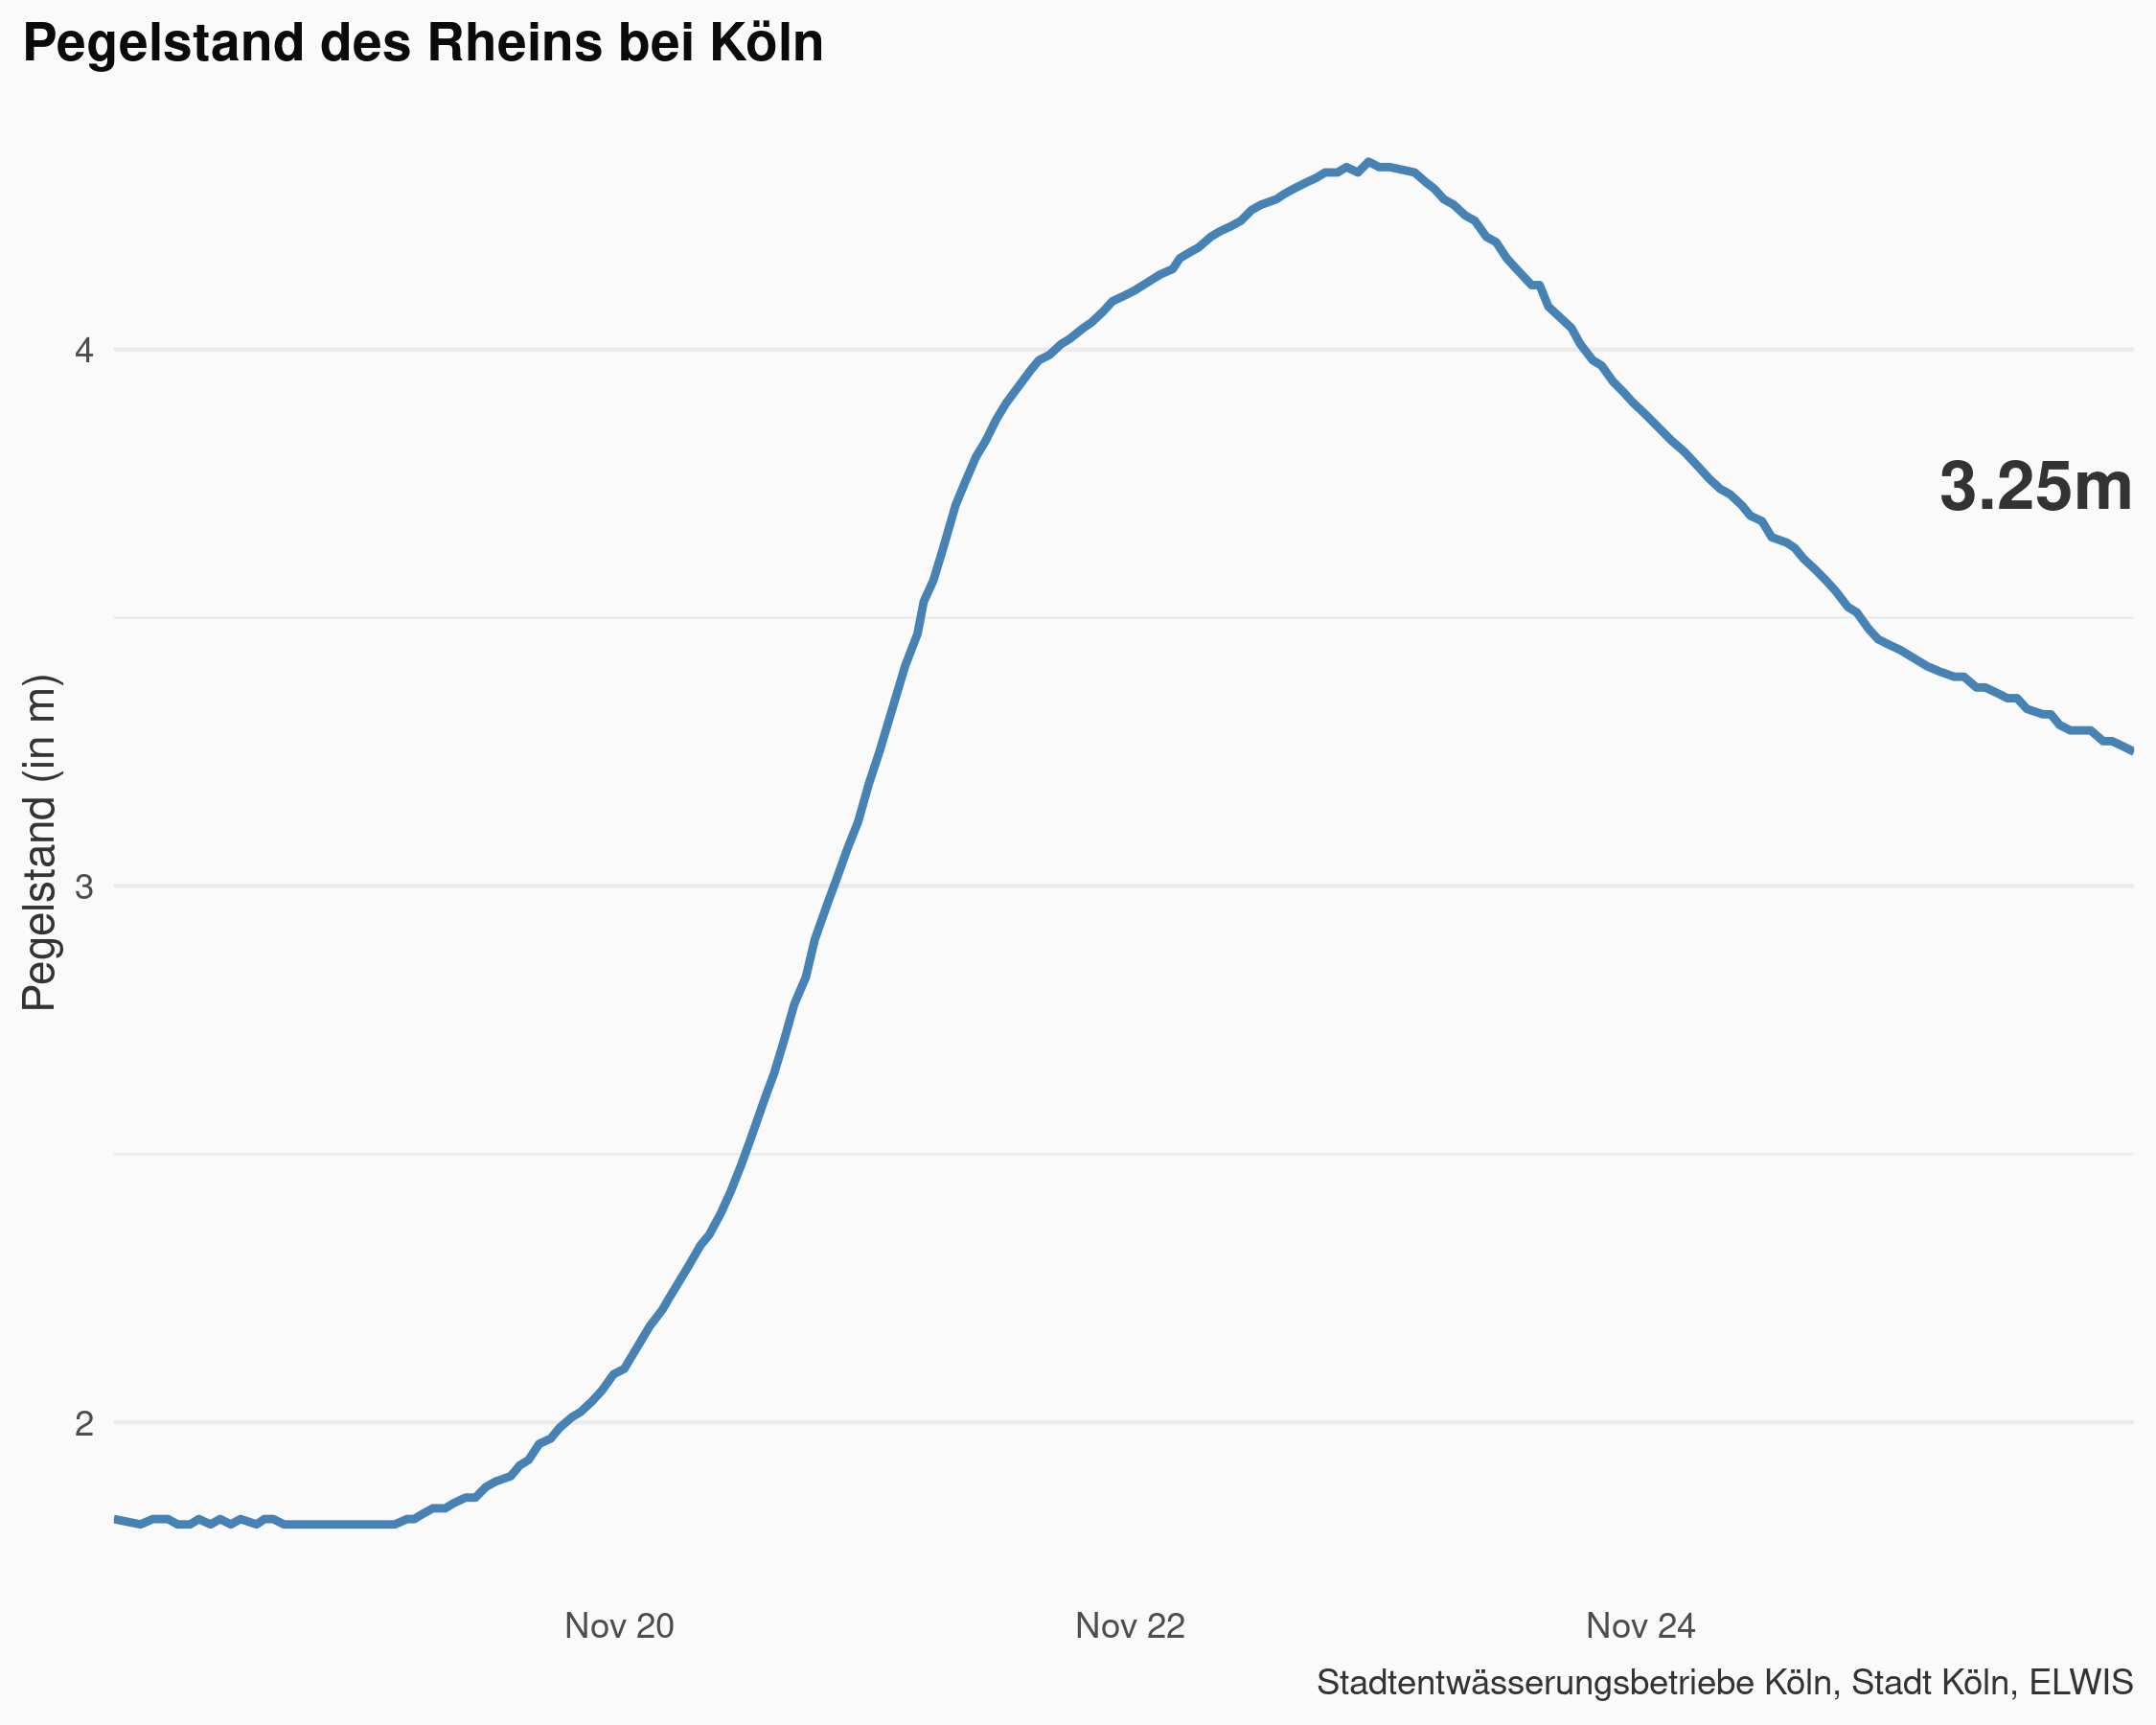 Pegelstand des Rheins bei Köln
Pegelstand (in m)
4
3
2
3.25m
Nov 20
Nov 22
Nov 24
Stadtentwässerungsbetriebe Köln, Stadt Köln, ELWIS